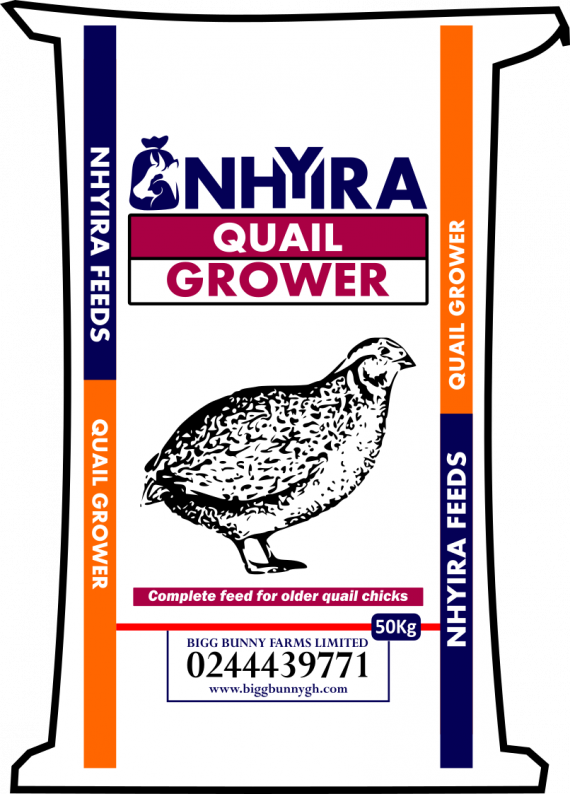 NHYIRA
QUAIL
GROWER
NHYIRA FEEDS
QUAIL GROWER
QUAIL GROWER
NHYIRA FEEDS
Complete feed for older quail chicks
50Kg
BIGG BUNNY FARMS LIMITED
0244439771
www.biggbunnygh.com